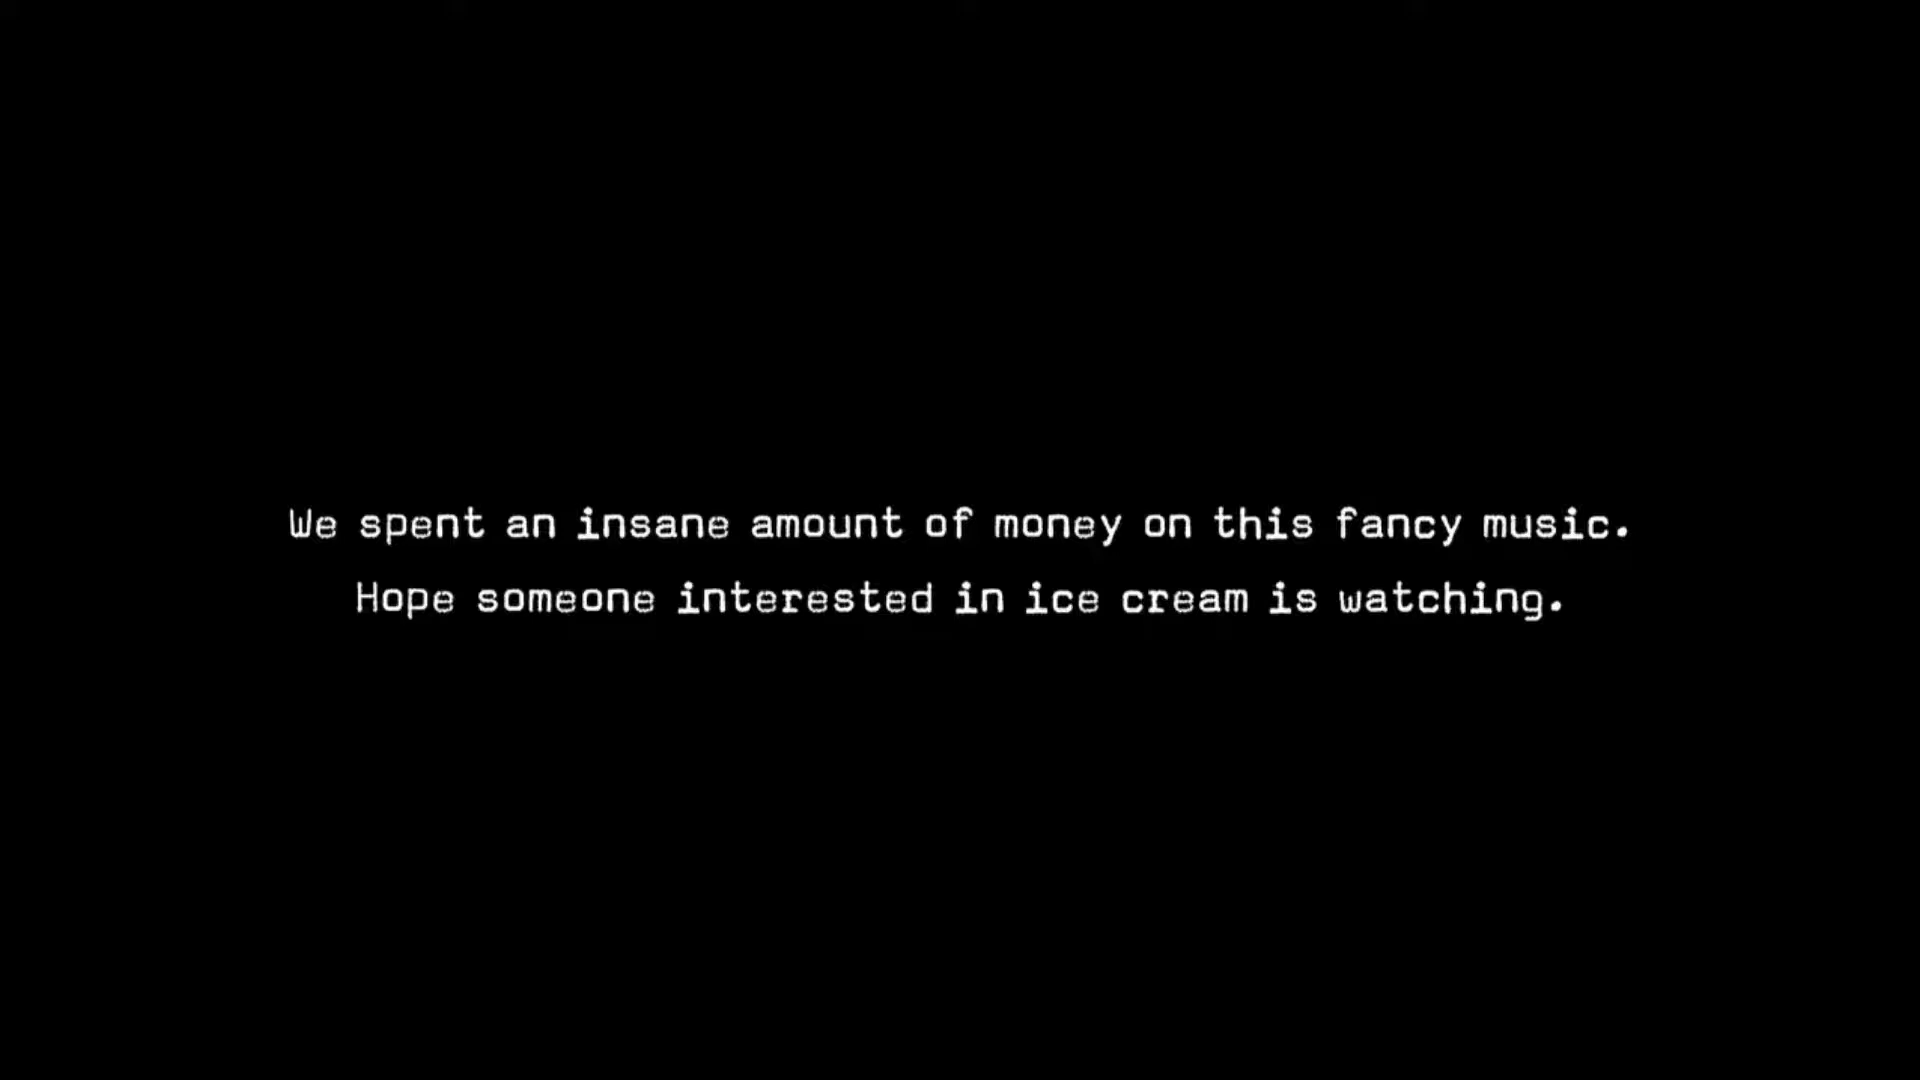 We spent an insane amount of money on this fancy music.
Hope someone interested in ice cream is watching.